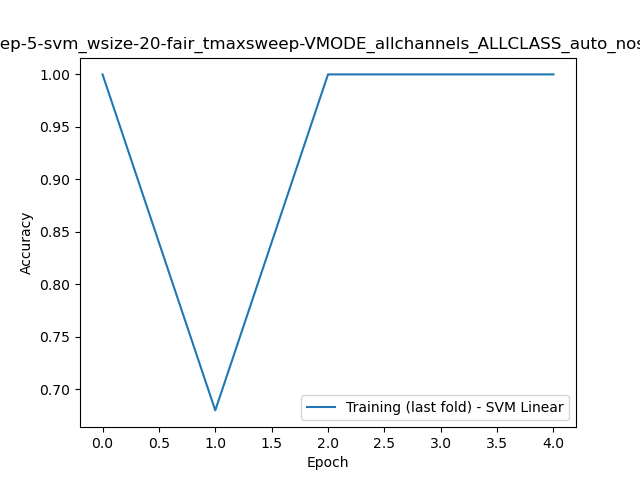 ep-5-svm_wsize-20-fair_tmaxsweep-VMODE_allchannels_ALLCLASS_auto_nos
1.00
0.95
0.90
0.85
0.80
0.75
0.70
Accuracy
Training (last fold) - SVM Linear
0.0 0.5 1.0 1.5 2.0 2.5 3.0 3.5 4.0
Epoch